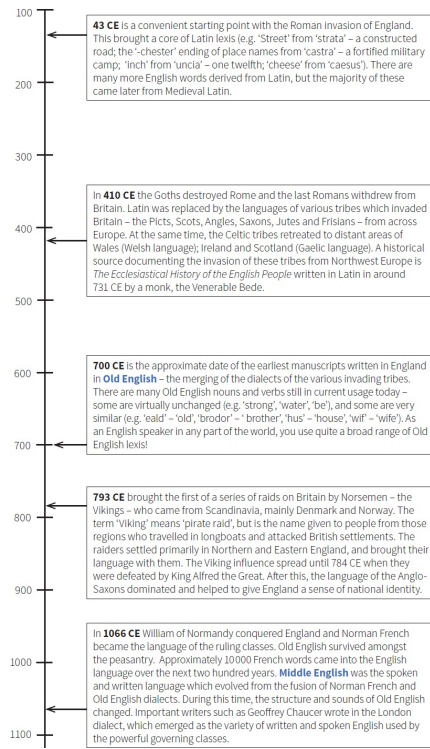 100
43 CE is a convenient starting point with the Roman invasion of England.
This brought a core of Latin lexis (e.g. 'Street' from 'strata' – a constructed
road; the '-chester' ending of place names from 'castra' – a fortified military
camp;  'inch' from 'uncia' – one twelfth; 'cheese' from 'caesus'). There are
many more English words derived from Latin, but the majority of these
came later from Medieval Latin.
200
300
In 410 CE the Goths destroyed Rome and the last Romans withdrew from
Britain. Latin was replaced by the languages of various tribes which invaded
Britain – the Picts, Scots, Angles, Saxons, Jutes and Frisians – from across
Europe. At the same time, the Celtic tribes retreated to distant areas of
Wales (Welsh language); Ireland and Scotland (Gaelic language). A historical
source documenting the invasion of these tribes from Northwest Europe is
The Ecclesiastical History of the English People written in Latin in around
731 CE by a monk, the Venerable Bede.
400
500
700 CE is the approximate date of the earliest manuscripts written in England
in Old English – the merging of the dialects of the various invading tribes.
There are many Old English nouns and verbs still in current usage today –
some are virtually unchanged (e.g. 'strong', 'water', 'be'), and some are very
similar (e.g. 'eald' – 'old', 'brodor' – ' brother', 'hus' – 'house', 'wif' – 'wife'). As
an English speaker in any part of the world, you use quite a broad range of Old
English lexis!
600
700
793 CE brought the first of a series of raids on Britain by Norsemen – the
Vikings – who came from Scandinavia, mainly Denmark and Norway. The
term 'Viking' means 'pirate raid', but is the name given to people from those
regions who travelled in longboats and attacked British settlements. The
raiders settled primarily in Northern and Eastern England, and brought their
language with them. The Viking influence spread until 784 CE when they
were defeated by King Alfred the Great. After this, the language of the Anglo-
Saxons dominated and helped to give England a sense of national identity.
800
900
In 1066 CE William of Normandy conquered England and Norman French
became the language of the ruling classes. Old English survived amongst
the peasantry.  Approximately 10000 French words came into the English
language over the next two hundred years. Middle English was the spoken
and written language which evolved from the fusion of Norman French and
Old English dialects. During this time, the structure and sounds of Old English
changed. Important writers such as Geoffrey Chaucer wrote in the London
dialect, which emerged as the variety of written and spoken English used by
the powerful governing classes.
1000
1100